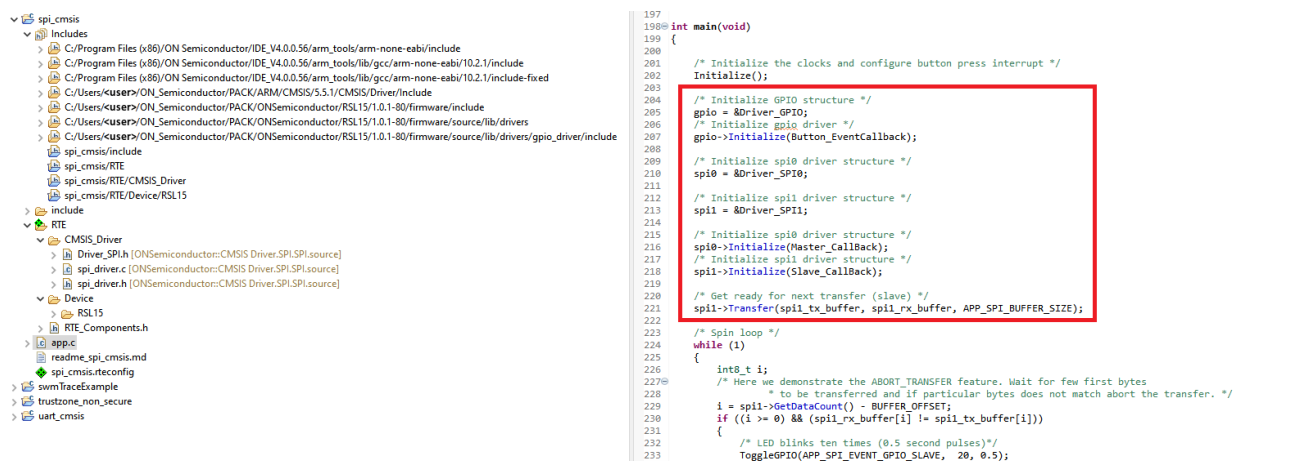 spi_cmsis
Includes
C:/Program Files (x86)/ON Semiconductor/IDE_V4.0.0.56/arm_tools/arm-none-eabi/include
C:/Program Files (x86)/ON Semiconductor/IDE_V4.0.0.56/arm_tools/lib/gcc/arm-none-eabi/10.2.1/include
C:/Program Files (x86)/ON Semiconductor/IDE_V4.0.0.56/arm_tools/lib/gcc/arm-none-eabi/10.2.1/include-fixed
C:/Users/<user>/ON_Semiconductor/PACK/ARM/CMSIS/5.5.1/CMSIS/Driver/Include
C:/Users/<user>/ON_Semiconductor/PACK/ONSemiconductor/RSL15/1.0.1-80/firmware/include
C:/Users/<user>/ON_Semiconductor/PACK/ONSemiconductor/RSL15/1.0.1-80/firmware/source/lib/drivers
C:/Users/<user>/ON_Semiconductor/PACK/ONSemiconductor/RSL15/1.0.1-80/firmware/source/lib/drivers/gpio_driver/include
spi_cmsis/include
spi_cmsis/RTE
spi_cmsis/RTE/CMSIS_Driver
spi_cmsis/RTE/Device/RSL15
include
RTE
CMSIS_Driver
Driver_SPI.h [ONSemiconductor::CMSIS Driver.SPI.SPI.source]
spi_driver.c [ONSemiconductor::CMSIS Driver.SPI.SPI.source]
spi_driver.h [ONSemiconductor::CMSIS Driver.SPI.SPI.source]
Device
RSL15
RTE_Components.h
app.c
readme_spi_cmsis.md
spi_cmsis.rteconfig
swmTraceExample
trustzone_non_secure
uart_cmsis
197
198 int main(void)
199 {
200
201 /* Initialize the clocks and configure button press interrupt */
202 Initialize();
203
204 /* Initialize GPIO structure */
205 gpio = &Driver_GPIO;
206 /* Initialize gpio driver */
207 gpio->Initialize(Button_EventCallback);
208
209 /* Initialize spi0 driver structure */
210 spi0 = &Driver_SPI0;
211
212 /* Initialize spi1 driver structure */
213 spi1 = &Driver_SPI1;
214
215 /* Initialize spi0 driver structure */
216 spi0->Initialize(Master_CallBack);
217 /* Initialize spi1 driver structure */
218 spi1->Initialize(Slave_CallBack);
219
220 /* Get ready for next transfer (slave) */
221 spi1->Transfer(spi1_tx_buffer, spi1_rx_buffer, APP_SPI_BUFFER_SIZE);
222
223 /* Spin loop */
224 while (1)
225 {
226 int8_t i;
227 /* Here we demonstrate the ABORT_TRANSFER feature. Wait for few first bytes
228 * to be transferred and if particular bytes does not match abort the transfer. */
229 i = spi1->GetDataCount() - BUFFER_OFFSET;
230 if ((i >= 0) && (spi1_rx_buffer[i] != spi1_tx_buffer[i]))
231 {
232 /* LED blinks ten times (0.5 second pulses)*/
233 ToggleGPIO(APP_SPI_EVENT_GPIO_SLAVE, 20, 0.5);